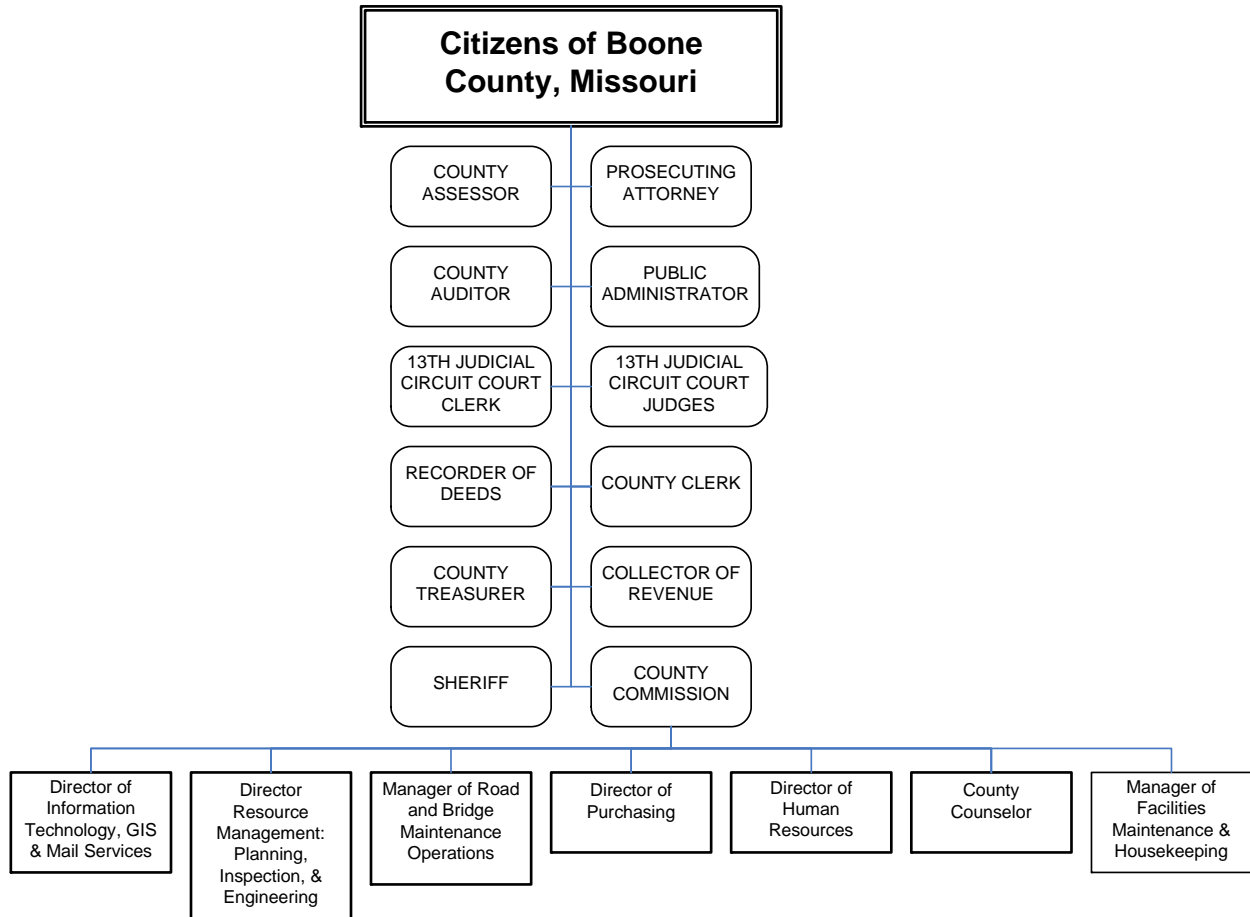 Citizens of Boone
County, Missouri
COUNTY
ASSESSOR
PROSECUTING
ATTORNEY
COUNTY
AUDITOR
PUBLIC
ADMINISTRATOR
13TH JUDICIAL
CIRCUIT COURT
CLERK
13TH JUDICIAL
CIRCUIT COURT
JUDGES
RECORDER OF
DEEDS
COUNTY CLERK
COUNTY
TREASURER
COLLECTOR OF
REVENUE
SHERIFF
COUNTY
COMMISSION
Director of
Information
Technology, GIS
& Mail Services
Director
Resource
Management:
Planning,
Inspection, &
Engineering
Manager of Road
and Bridge
Maintenance
Operations
Director of
Purchasing
Director of
Human
Resources
County
Counselor
Manager of
Facilities
Maintenance &
Housekeeping